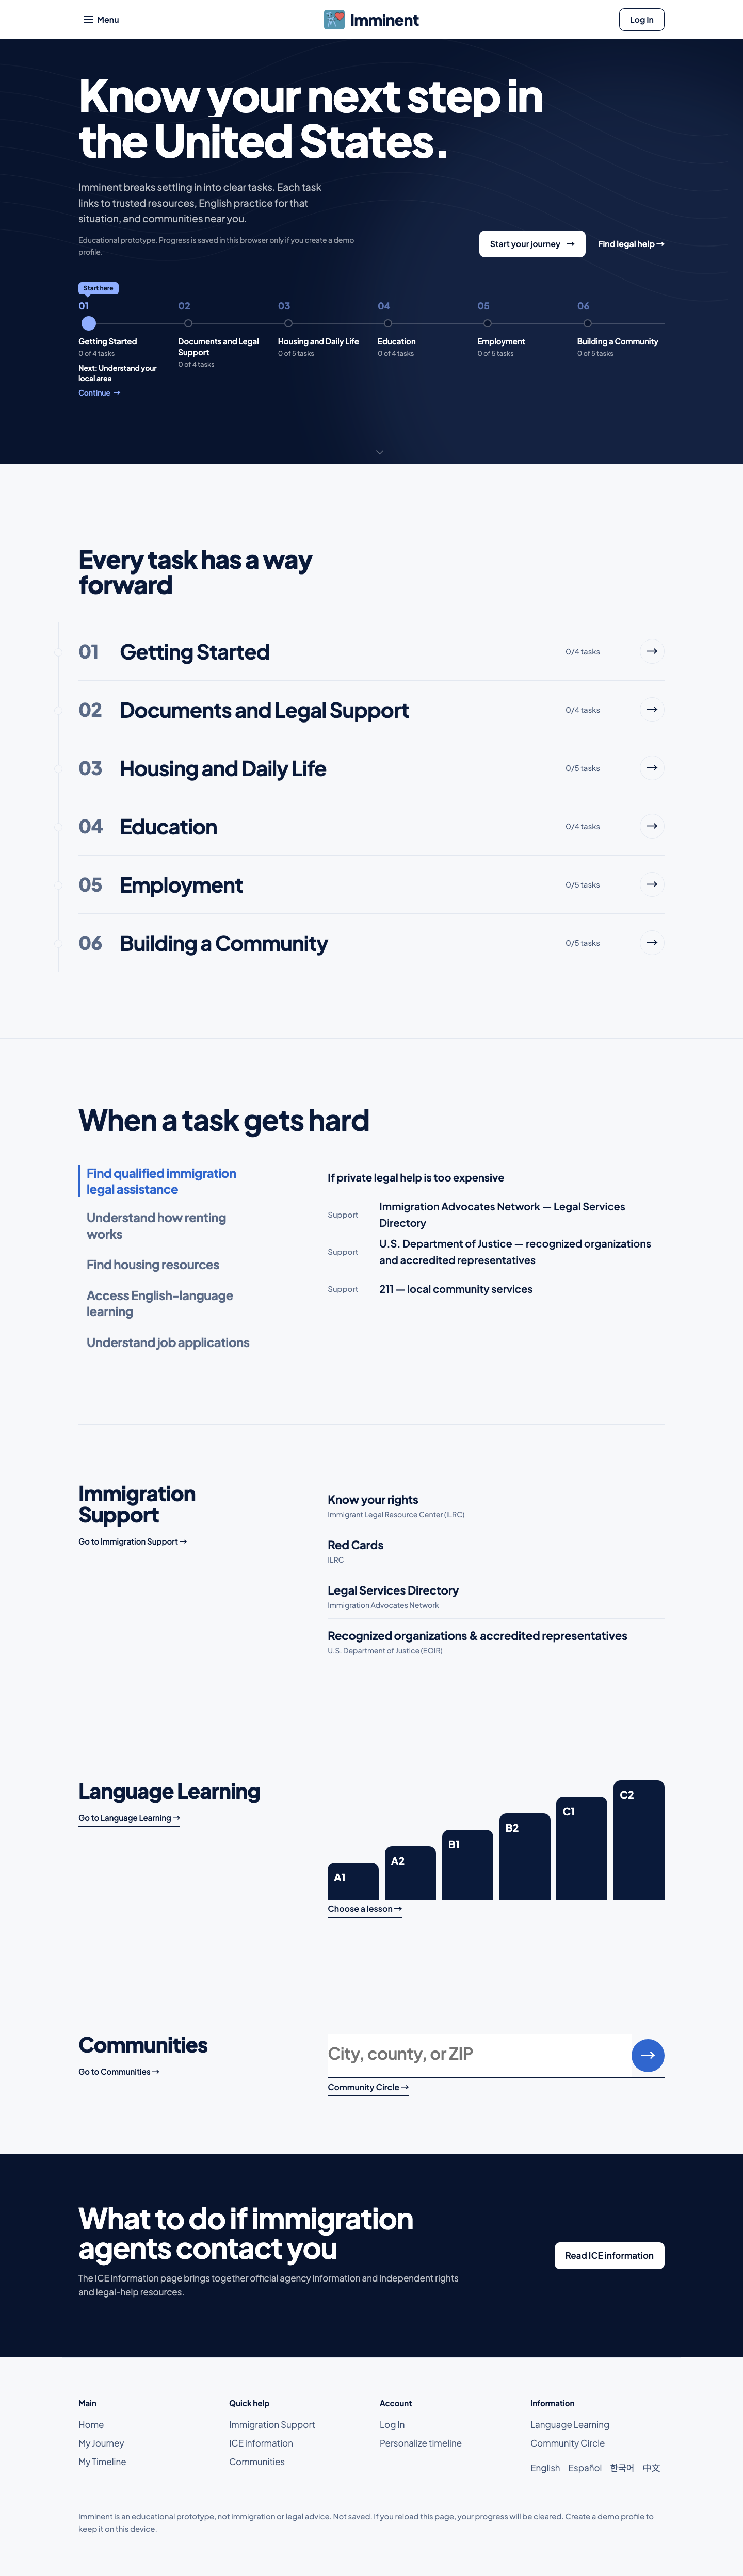 Menu
Imminent
Log In
Know your next step in
the United States.
Imminent breaks settling in into clear tasks. Each task
links to trusted resources, English practice for that
situation, and communities near you.
Educational prototype. Progress is saved in this browser only if you create a demo
profile.
Start your journey →
Find legal help →
Start here
01
02
03
04
05
06
Getting Started
0 of 4 tasks
Next: Understand your
local area
Continue →
Documents and Legal
Support
0 of 4 tasks
Housing and Daily Life
0 of 5 tasks
Education
0 of 4 tasks
Employment
0 of 5 tasks
Building a Community
0 of 5 tasks
Every task has a way
forward
01 Getting Started 0/4 tasks →
02 Documents and Legal Support 0/4 tasks →
03 Housing and Daily Life 0/5 tasks →
04 Education 0/4 tasks →
05 Employment 0/5 tasks →
06 Building a Community 0/5 tasks →
When a task gets hard
Find qualified immigration
legal assistance
Understand how renting
works
Find housing resources
Access English-language
learning
Understand job applications
If private legal help is too expensive
Support
Immigration Advocates Network — Legal Services
Directory
Support
U.S. Department of Justice — recognized organizations
and accredited representatives
Support
211 — local community services
Immigration
Support
Go to Immigration Support →
Know your rights
Immigrant Legal Resource Center (ILRC)
Red Cards
ILRC
Legal Services Directory
Immigration Advocates Network
Recognized organizations & accredited representatives
U.S. Department of Justice (EOIR)
Language Learning
Go to Language Learning →
A1
A2
B1
B2
C1
C2
Choose a lesson →
Communities
Go to Communities →
City, county, or ZIP
→
Community Circle →
What to do if immigration
agents contact you
The ICE information page brings together official agency information and independent rights
and legal-help resources.
Read ICE information
Main
Home
My Journey
My Timeline
Quick help
Immigration Support
ICE information
Communities
Account
Log In
Personalize timeline
Information
Language Learning
Community Circle
English Español 한국어 中文
Imminent is an educational prototype, not immigration or legal advice. Not saved. If you reload this page, your progress will be cleared. Create a demo profile to
keep it on this device.